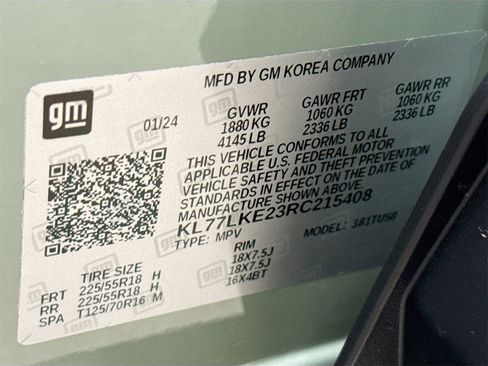 MFD BY GM KOREA COMPANY
gm
01/24
GVWR GAWR FRT GAWR RR
1880 KG 1060 KG 1060 KG
4145 LB 2336 LB 2336 LB
THIS VEHICLE CONFORMS TO ALL
APPLICABLE U.S. FEDERAL MOTOR
VEHICLE SAFETY AND THEFT PREVENTION
STANDARDS IN EFFECT ON THE DATE OF
MANUFACTURE SHOWN ABOVE.
KL77LKE23RC215408
TYPE: MPV MODEL: 381TUS8
TIRE SIZE RIM
FRT 225/55R18 H 18X7.5J
RR 225/55R18 H 18X7.5J
SPA T125/70R16 M 16X4BT